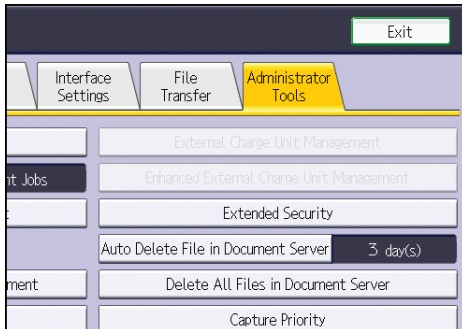 Exit
Interface
Settings
File
Transfer
Administrator
Tools
External Charge Unit Management
nt Jobs
Enhanced External Charge Unit Management
Extended Security
Auto Delete File in Document Server
3 day(s)
ment
Delete All Files in Document Server
Capture Priority